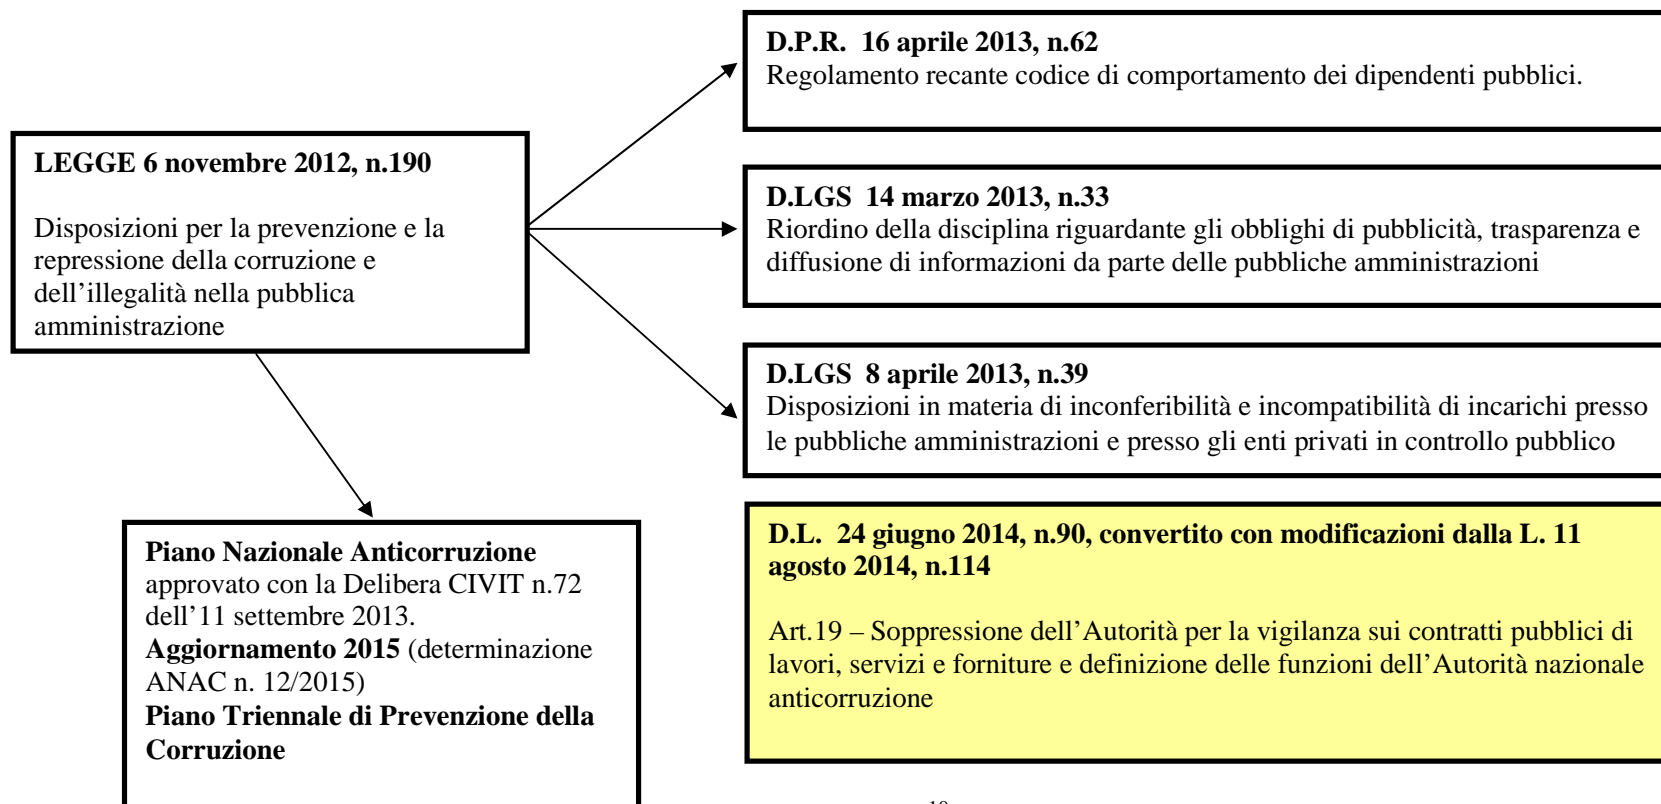 D.P.R. 16 aprile 2013, n.62
Regolamento recante codice di comportamento dei dipendenti pubblici.
LEGGE 6 novembre 2012, n.190
Disposizioni per la prevenzione e la
repressione della corruzione e
dell’illegalità nella pubblica
amministrazione
D.LGS 14 marzo 2013, n.33
Riordino della disciplina riguardante gli obblighi di pubblicità, trasparenza e
diffusione di informazioni da parte delle pubbliche amministrazioni
D.LGS 8 aprile 2013, n.39
Disposizioni in materia di inconferibilità e incompatibilità di incarichi presso
le pubbliche amministrazioni e presso gli enti privati in controllo pubblico
Piano Nazionale Anticorruzione
approvato con la Delibera CIVIT n.72
dell’11 settembre 2013.
Aggiornamento 2015 (determinazione
ANAC n. 12/2015)
Piano Triennale di Prevenzione della
Corruzione
D.L. 24 giugno 2014, n.90, convertito con modificazioni dalla L. 11
agosto 2014, n.114
Art.19 – Soppressione dell’Autorità per la vigilanza sui contratti pubblici di
lavori, servizi e forniture e definizione delle funzioni dell’Autorità nazionale
anticorruzione